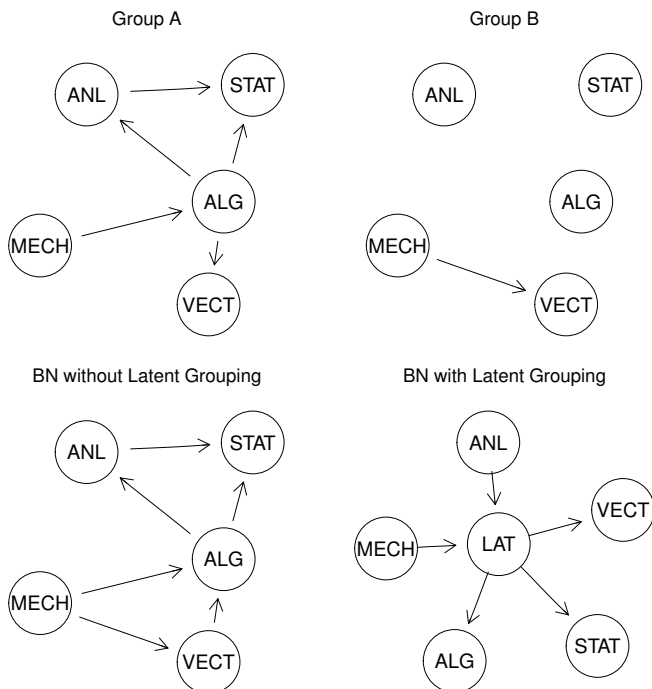 Group A
Group B
ANL
STAT
ANL
STAT
ALG
ALG
MECH
MECH
VECT
VECT
BN without Latent Grouping
BN with Latent Grouping
ANL
STAT
ANL
VECT
ALG
LAT
MECH
MECH
VECT
ALG
STAT